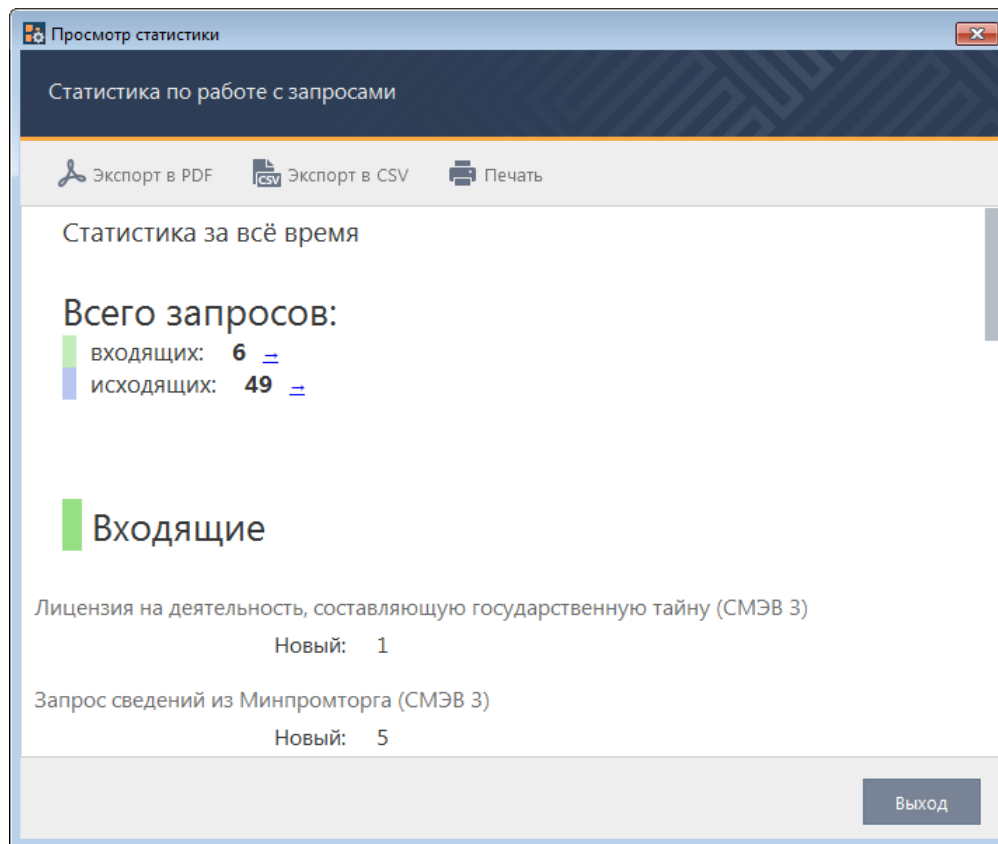 Просмотр статистики
Статистика по работе с запросами
Экспорт в PDF CSV Экспорт в CSV Печать
Статистика за всё время
Всего запросов:
входящих: 6 →
исходящих: 49 →
Входящие
Лицензия на деятельность, составляющую государственную тайну (СМЭВ 3)
Новый: 1
Запрос сведений из Минпромторга (СМЭВ 3)
Новый: 5
Выход